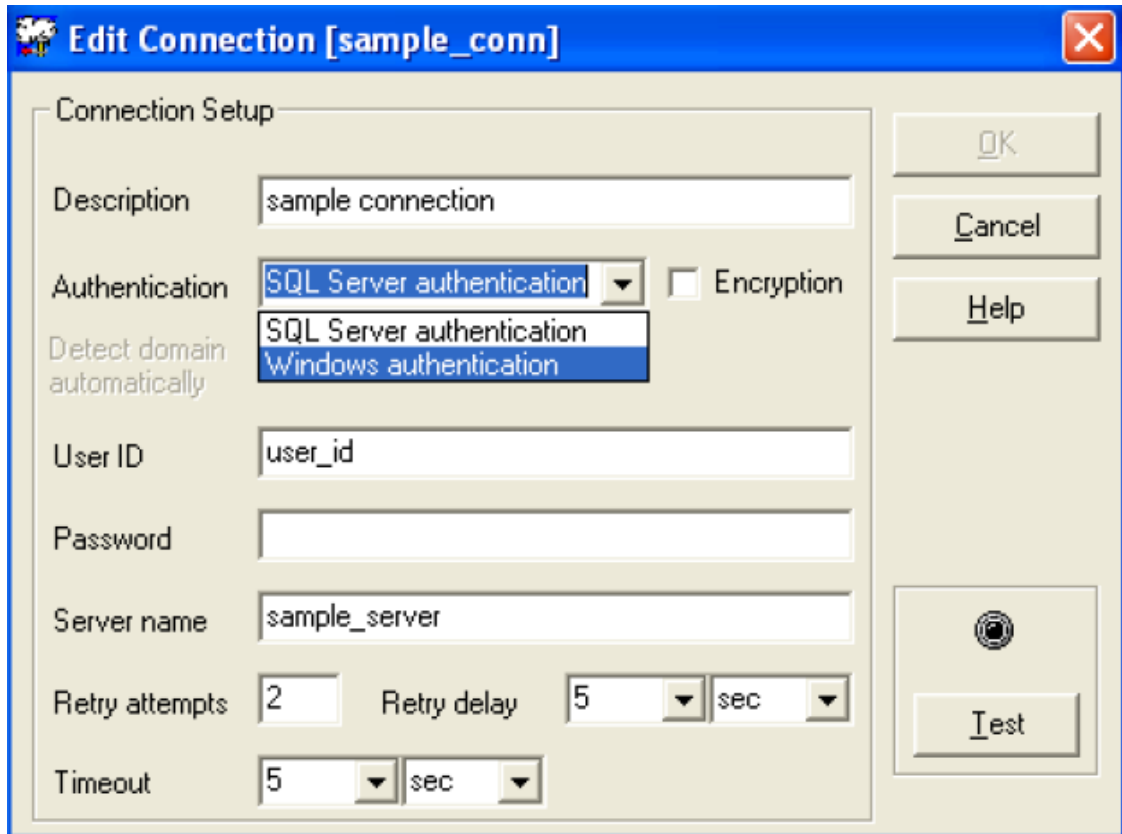 Edit Connection [sample_conn]
Connection Setup
OK
Description
sample connection
Cancel
Authentication
SQL Server authentication
Encryption
Help
SQL Server authentication
Windows authentication
Detect domain
automatically
User ID
user_id
Password
Server name
sample_server
Retry attempts
2
Retry delay
5
sec
Test
Timeout
5
sec